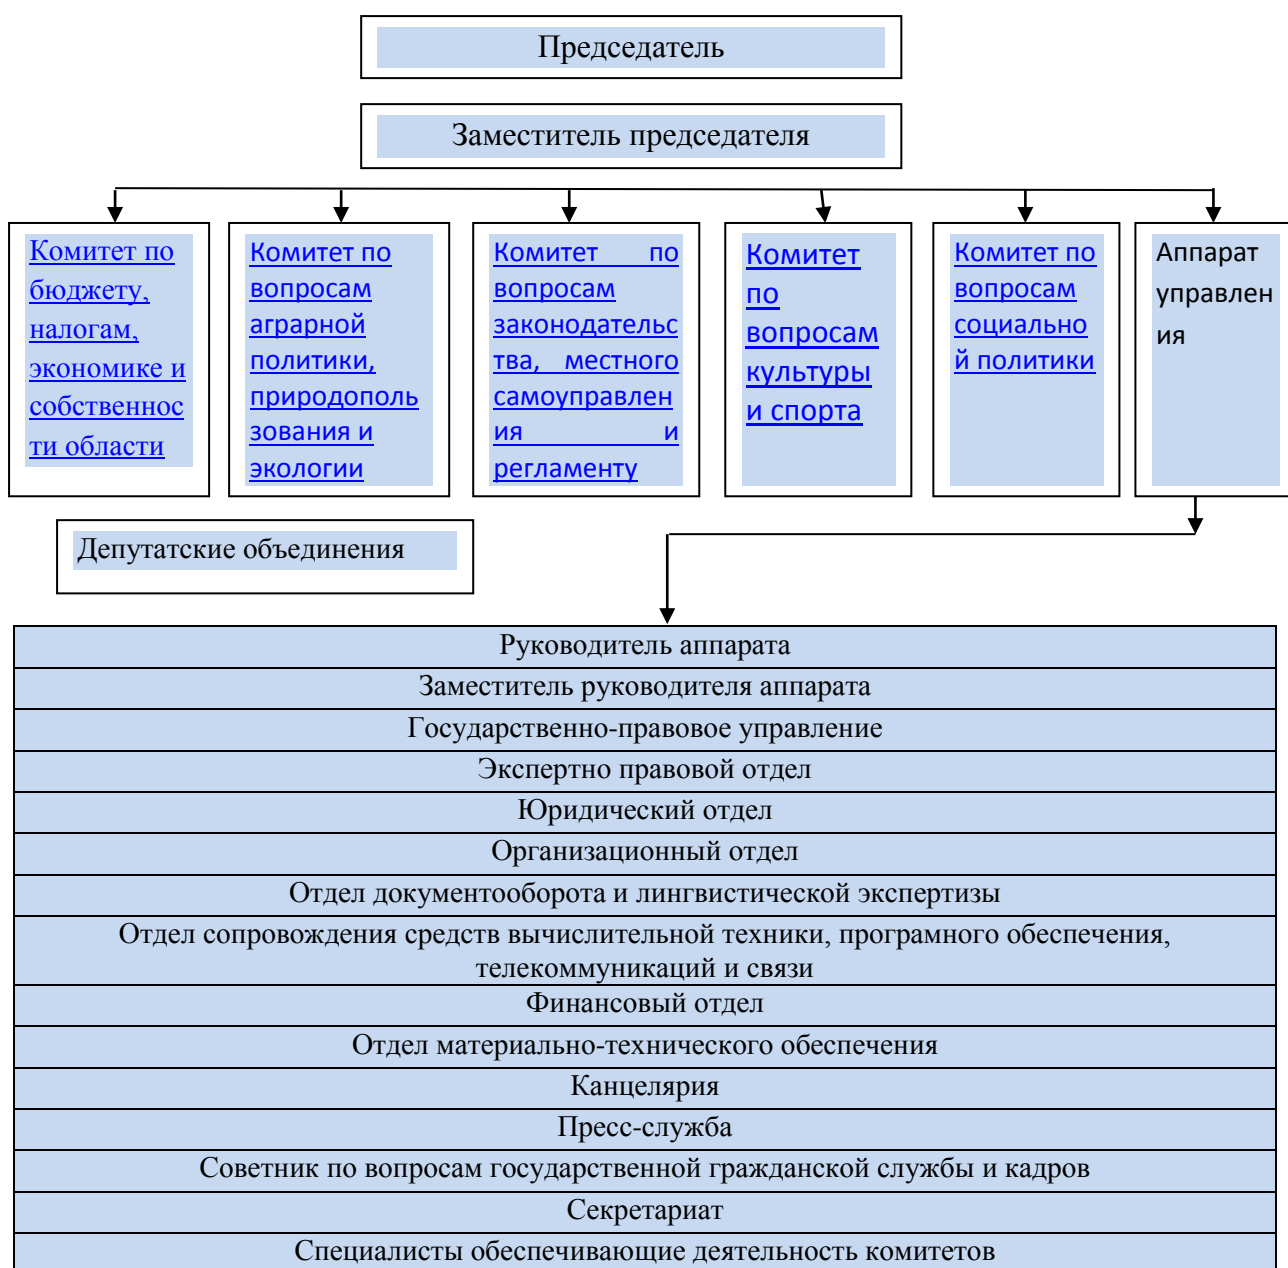 Председатель
Заместитель председателя
Комитет по
бюджету,
налогам,
экономике и
собственнос
ти области
Комитет по
вопросам
аграрной
политики,
природополь
зования и
экологии
Комитет по
вопросам
законодательс
тва, местного
самоуправлен
ия и
регламенту
Комитет
по
вопросам
культуры
и спорта
Комитет по
вопросам
социально
й политики
Аппарат
управлен
ия
Депутатские объединения
Руководитель аппарата
Заместитель руководителя аппарата
Государственно-правовое управление
Экспертно правовой отдел
Юридический отдел
Организационный отдел
Отдел документооборота и лингвистической экспертизы
Отдел сопровождения средств вычислительной техники, програмного обеспечения,
телекоммуникаций и связи
Финансовый отдел
Отдел материально-технического обеспечения
Канцелярия
Пресс-служба
Советник по вопросам государственной гражданской службы и кадров
Секретариат
Специалисты обеспечивающие деятельность комитетов